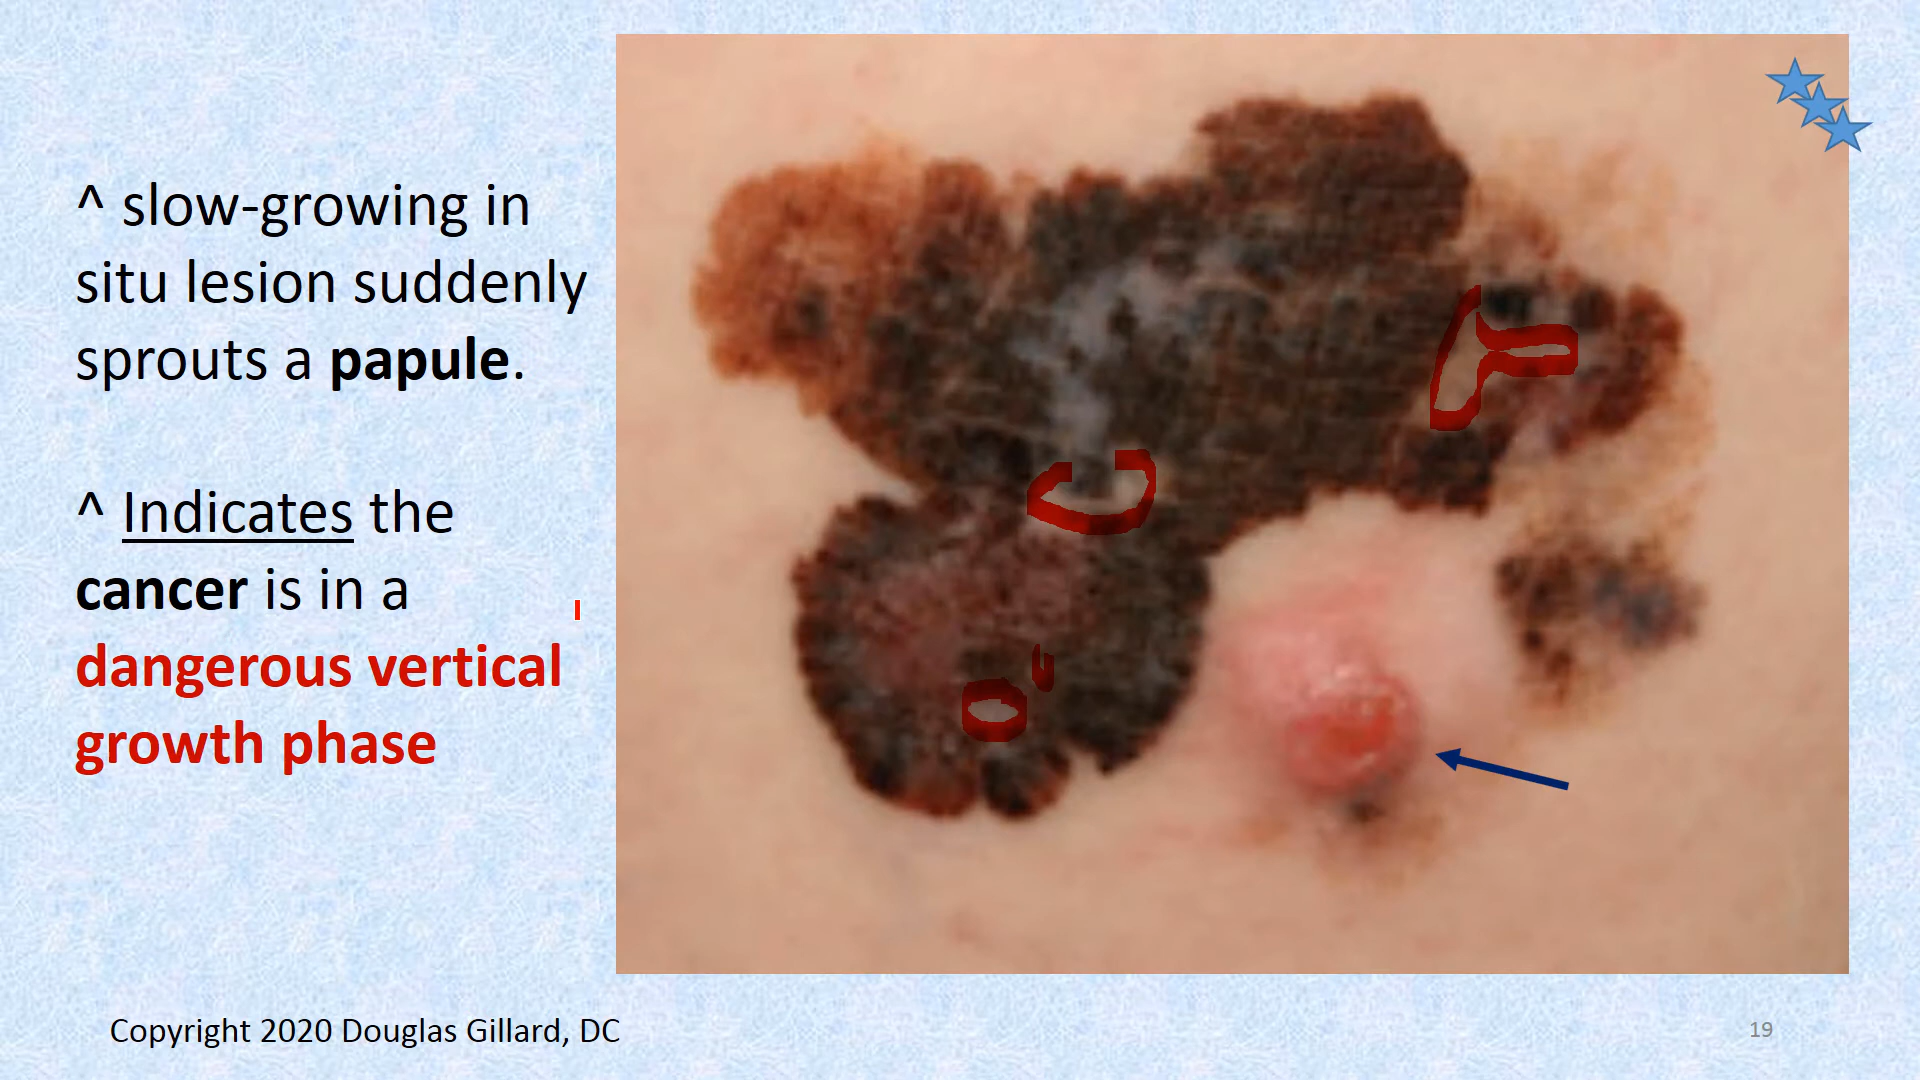 ^ slow-growing in
situ lesion suddenly
sprouts a papule.
^ Indicates the
cancer is in a
dangerous vertical
growth phase
Copyright 2020 Douglas Gillard, DC
19